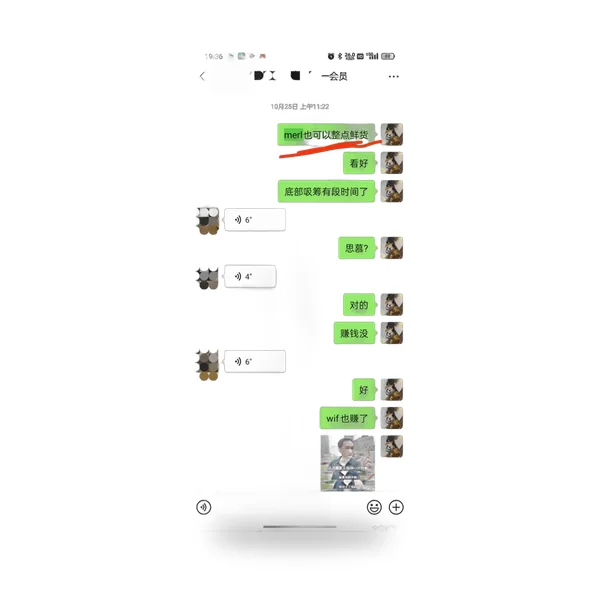 19:36
一会员
10月25日 上午11:22
merl也可以整点鲜货
看好
底部吸筹有段时间了
6"
思慕?
4"
对的
赚钱没
6"
好
wif也赚了